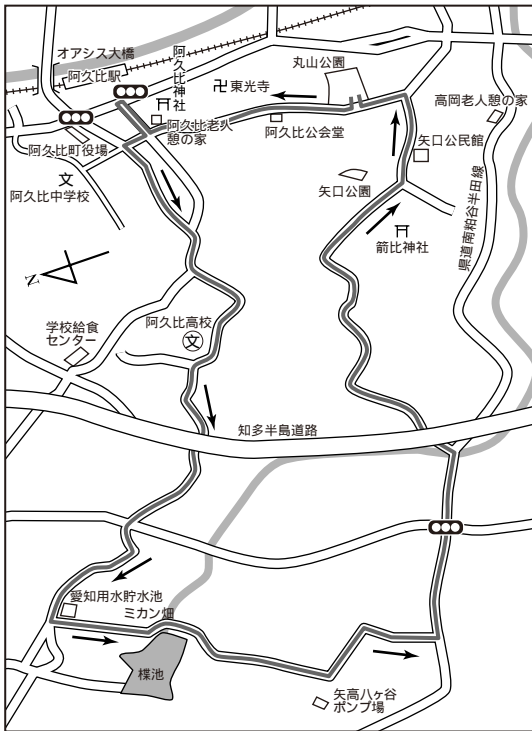 オアシス大橋
阿久比駅
阿久比神社
卍東光寺
丸山公園
高岡老人憩の家
阿久比老人
憩の家
阿久比公会堂
矢口公民館
阿久比町役場
文
阿久比中学校
矢口公園
県道南粕谷半田線
箭比神社
N
阿久比高校
文
学校給食
センター
知多半島道路
愛知用水貯水池
ミカン畑
楪池
矢高八ヶ谷
ポンプ場